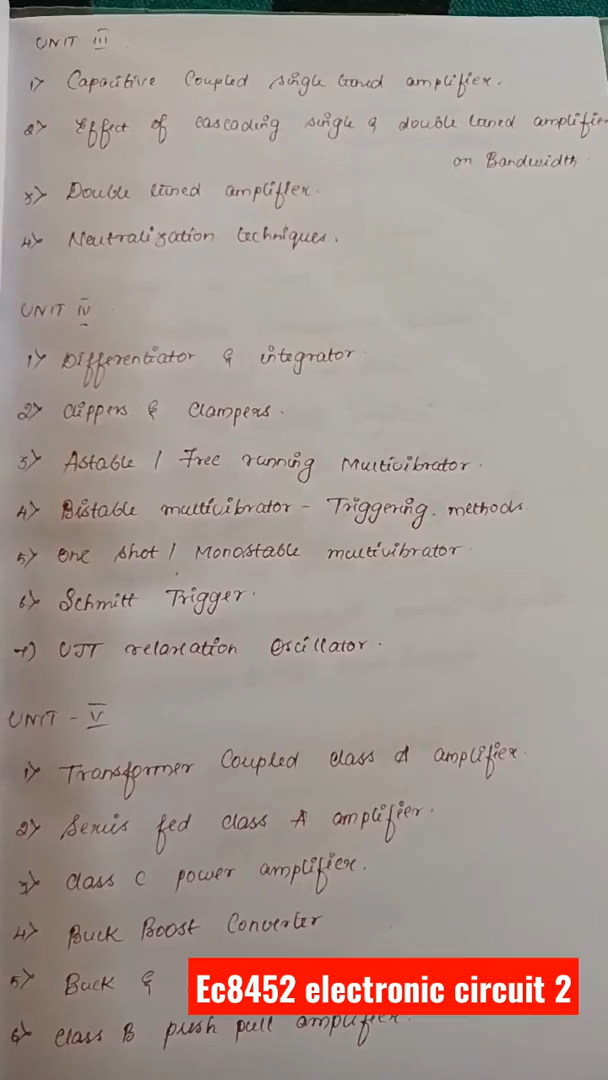 UNIT III
1) Capacitive Coupled single tuned amplifier.
2) Effect of cascading single & double tuned amplifier
on Bandwidth.
3) Double tuned amplifier.
4) Neutralization techniques.
UNIT IV
1) Differentiator & integrator
2) clippers & clampers.
3) Astable / Free running Multivibrator.
4) Bistable multivibrator - Triggering. methods
5) One shot / Monostable multivibrator
6) Schmitt Trigger.
7) UJT relaxation Oscillator.
UNIT - V
1) Transformer Coupled class A amplifier.
2) Series fed class A amplifier.
3) class C power amplifier.
4) Buck Boost Converter
5) Buck &
Ec8452 electronic circuit 2
6) class B push pull amplifier.